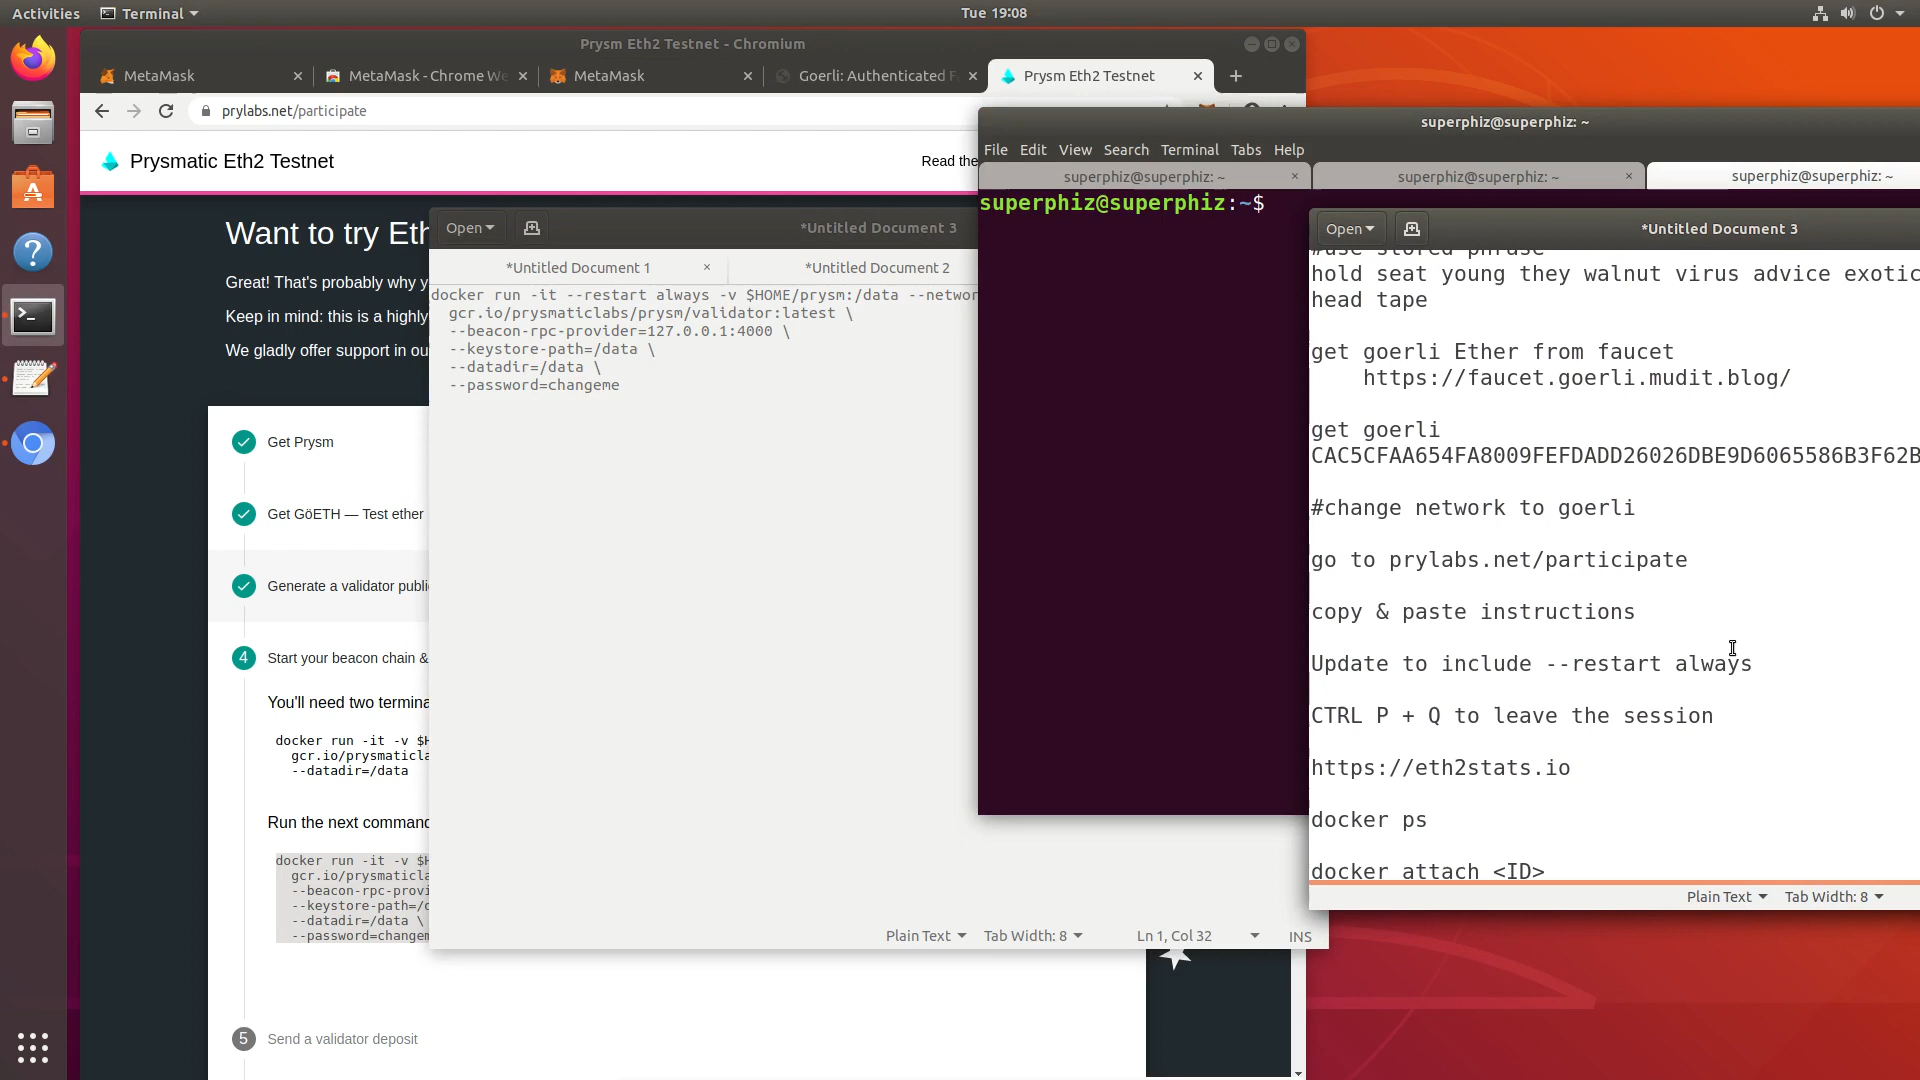 Activities
Terminal
Tue 19:08
Prysm Eth2 Testnet - Chromium
MetaMask
MetaMask - Chrome We
MetaMask
Goerli: Authenticated F
Prysm Eth2 Testnet
prylabs.net/participate
Prysmatic Eth2 Testnet
Read the
Want to try Eth
Great! That's probably why y
Keep in mind: this is a highly
We gladly offer support in ou
Get Prysm
Get GöETH — Test ether
Generate a validator publi
4
Start your beacon chain &
You'll need two termina
docker run -it -v $H
gcr.io/prysmaticla
--datadir=/data
Run the next command
docker run -it -v $H
gcr.io/prysmaticla
--beacon-rpc-provi
--keystore-path=/d
--datadir=/data \
--password=changem
5
Send a validator deposit
Open
*Untitled Document 3
*Untitled Document 1
*Untitled Document 2
docker run -it --restart always -v $HOME/prysm:/data --networ
gcr.io/prysmaticlabs/prysm/validator:latest \
--beacon-rpc-provider=127.0.0.1:4000 \
--keystore-path=/data \
--datadir=/data \
--password=changeme
Plain Text
Tab Width: 8
Ln 1, Col 32
INS
superphiz@superphiz: ~
File Edit View Search Terminal Tabs Help
superphiz@superphiz: ~
superphiz@superphiz: ~
superphiz@superphiz: ~
superphiz@superphiz:~$
Open
*Untitled Document 3
#use stored phrase
hold seat young they walnut virus advice exotic
head tape
get goerli Ether from faucet
https://faucet.goerli.mudit.blog/
get goerli
CAC5CFAA654FA8009FEFDADD26026DBE9D6065586B3F62B
#change network to goerli
go to prylabs.net/participate
copy & paste instructions
Update to include --restart always
CTRL P + Q to leave the session
https://eth2stats.io
docker ps
docker attach <ID>
Plain Text
Tab Width: 8